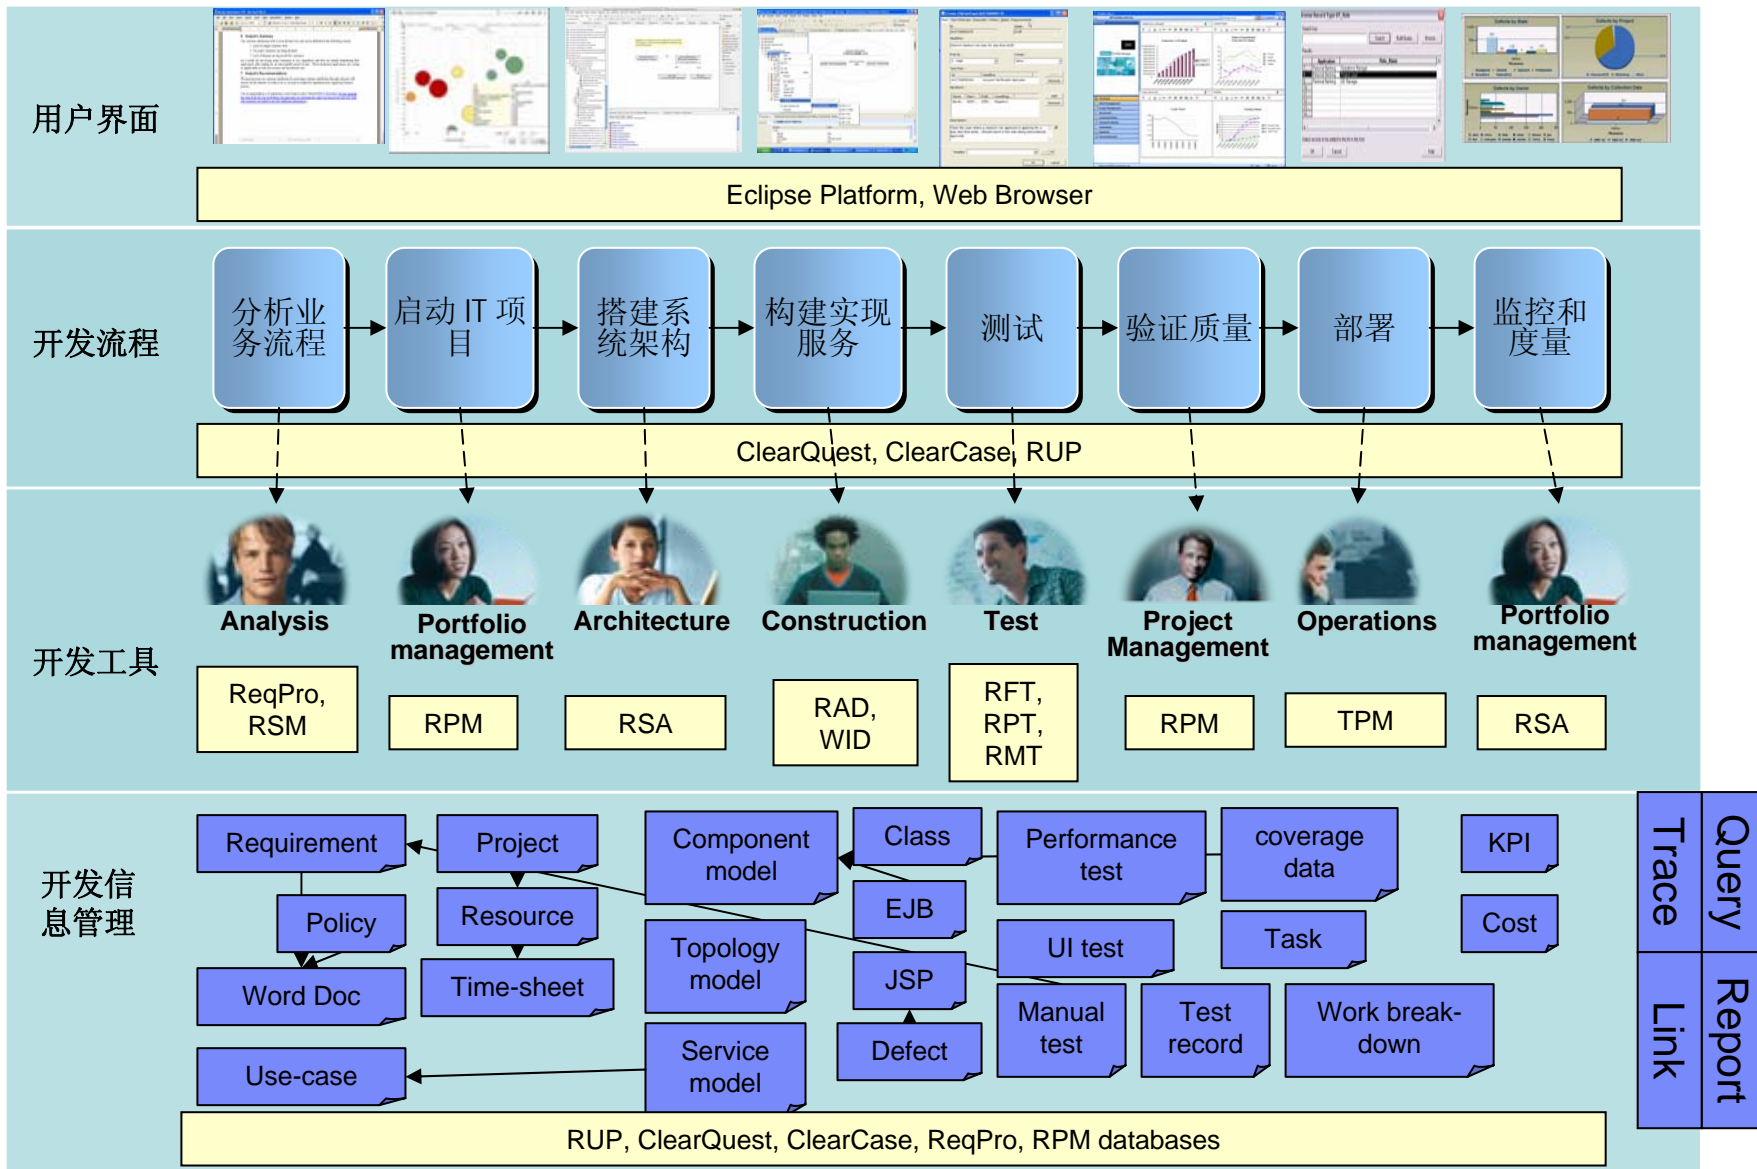 用户界面
Eclipse Platform, Web Browser
开发流程
分析业
务流程
启动 IT 项
目
搭建系
统架构
构建实现
服务
测试
验证质量
部署
监控和
度量
ClearQuest, ClearCase, RUP
开发工具
Analysis
Portfolio
management
Architecture
Construction
Test
Project
Management
Operations
Portfolio
management
ReqPro,
RSM
RPM
RSA
RAD,
WID
RFT,
RPT,
RMT
RPM
TPM
RSA
开发信
息管理
Requirement
Policy
Word Doc
Use-case
Project
Resource
Time-sheet
Component
model
Topology
model
Service
model
Class
EJB
JSP
Defect
Performance
test
UI test
Manual
test
Test
record
coverage
data
Task
Work break-
down
KPI
Cost
Trace
Query
Link
Report
RUP, ClearQuest, ClearCase, ReqPro, RPM databases